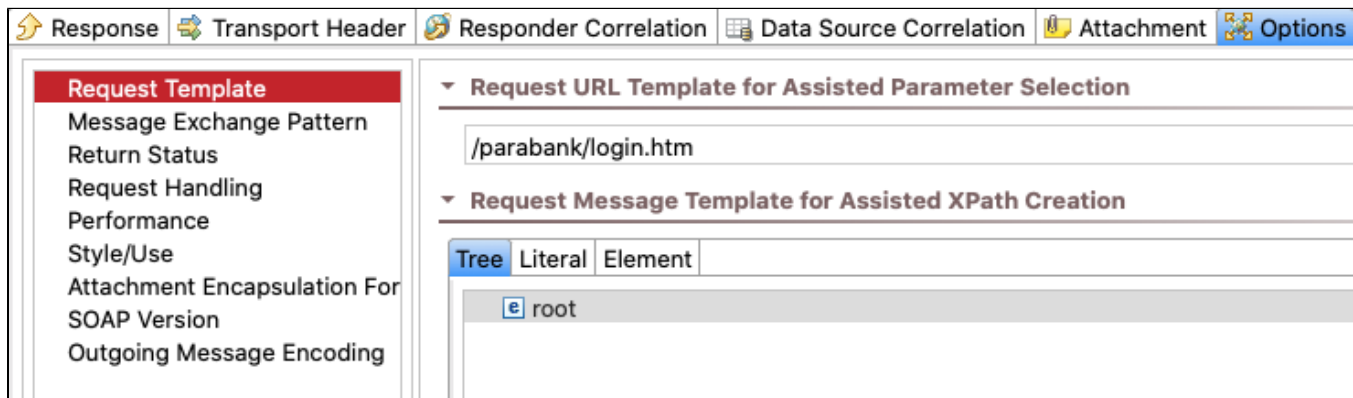 Response Transport Header Responder Correlation Data Source Correlation Attachment Options
Request Template
Message Exchange Pattern
Return Status
Request Handling
Performance
Style/Use
Attachment Encapsulation For
SOAP Version
Outgoing Message Encoding
Request URL Template for Assisted Parameter Selection
/parabank/login.htm
Request Message Template for Assisted XPath Creation
Tree Literal Element
e root